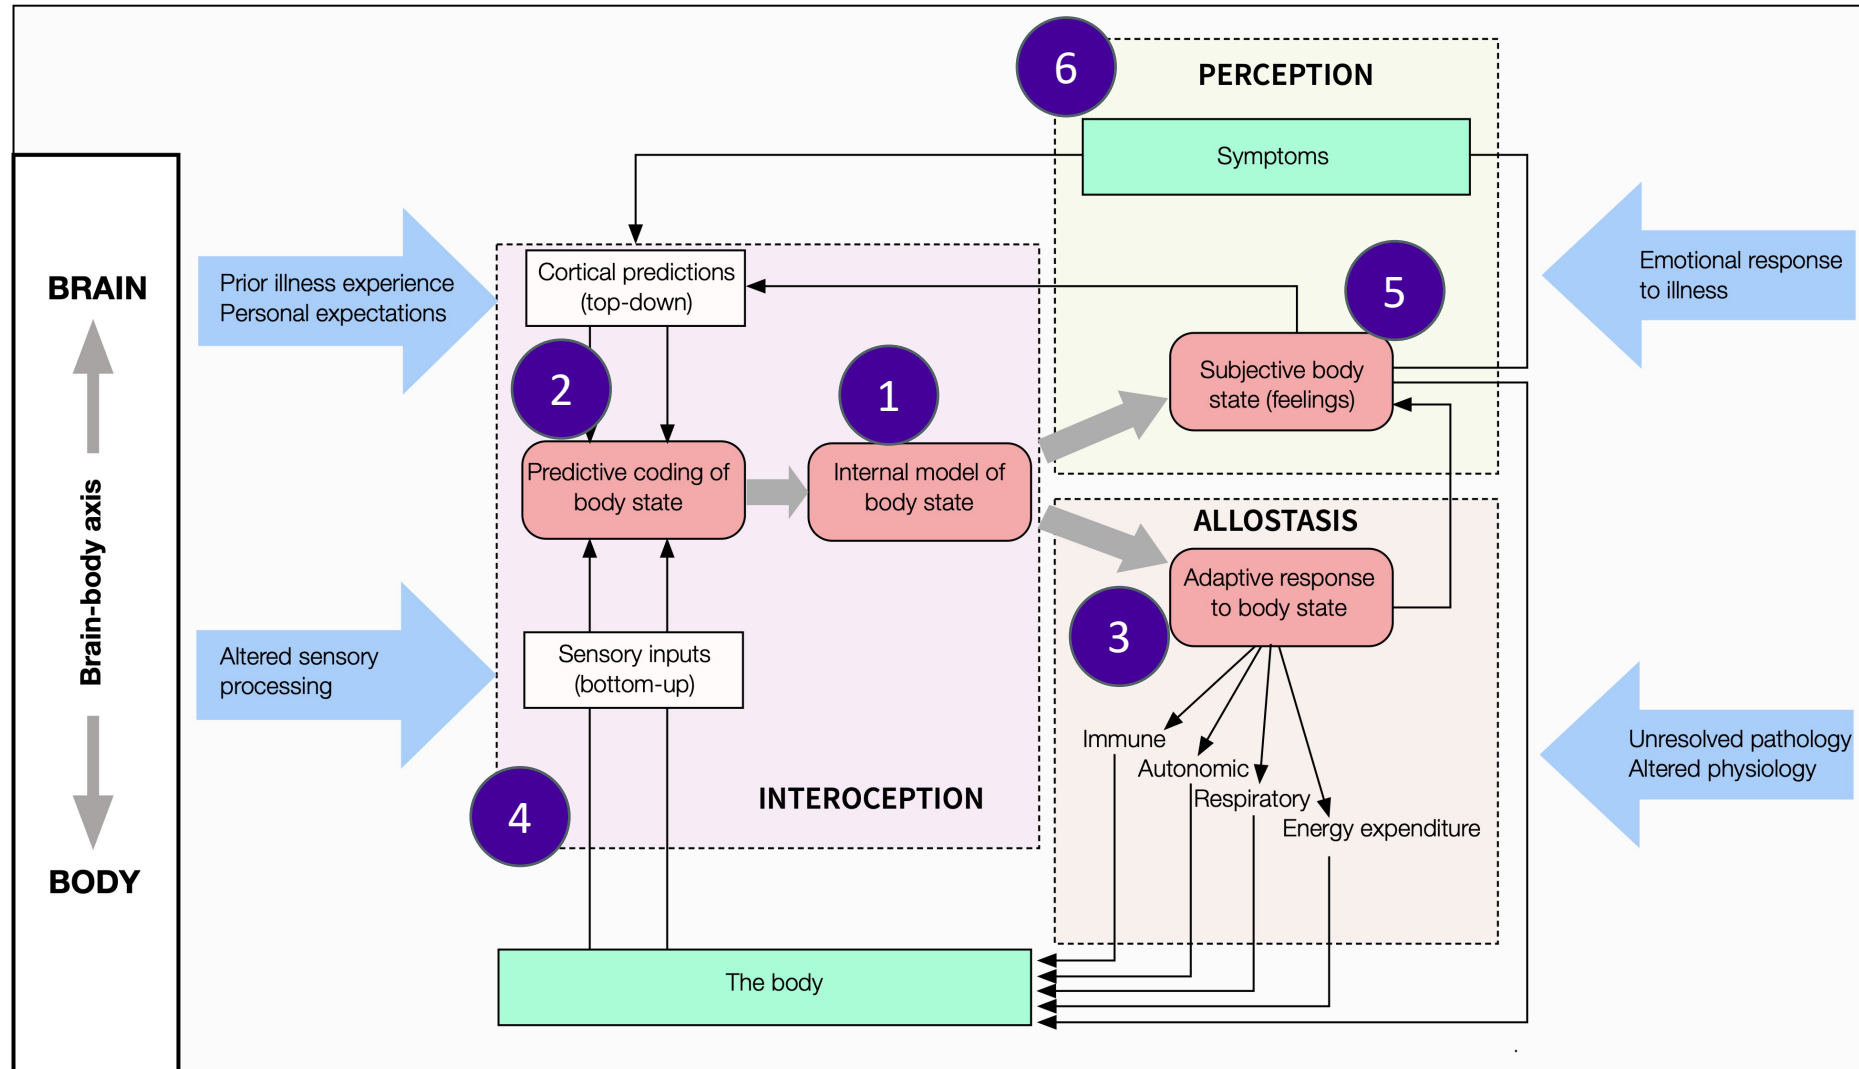 6
PERCEPTION
Symptoms
BRAIN
Brain-body axis
BODY
Prior illness experience
Personal expectations
Cortical predictions
(top-down)
5
Emotional response
to illness
2
1
Subjective body
state (feelings)
Predictive coding of
body state
Internal model of
body state
ALLOSTASIS
Adaptive response
to body state
3
Altered sensory
processing
Sensory inputs
(bottom-up)
Immune
Autonomic
Respiratory
Energy expenditure
Unresolved pathology
Altered physiology
4
INTEROCEPTION
The body